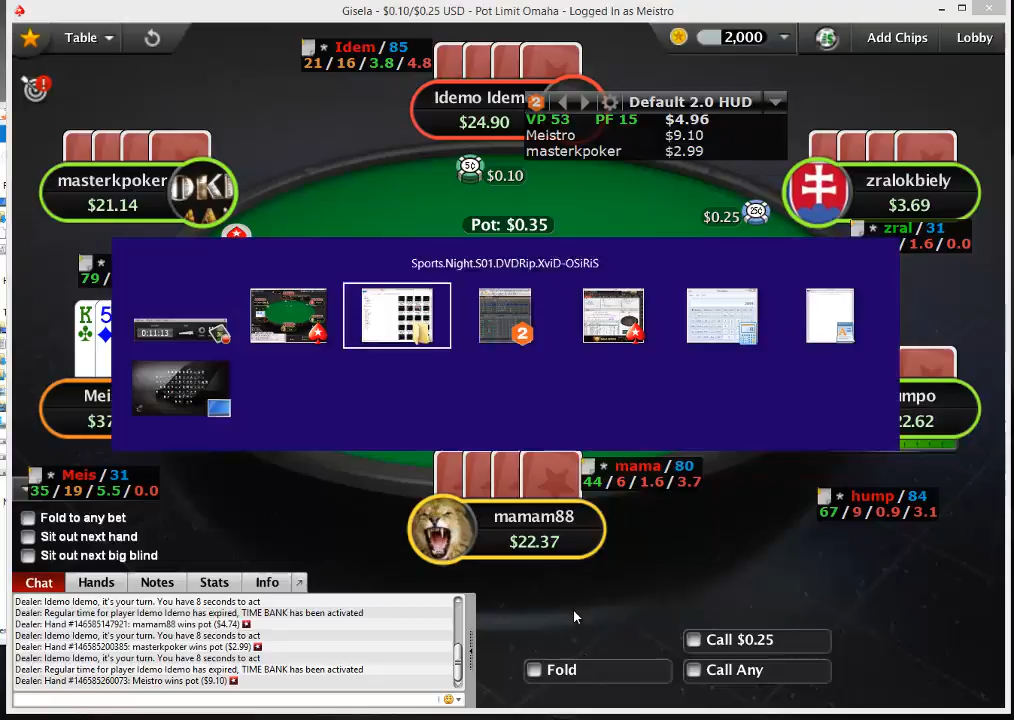 Gisela - $0.10/$0.25 USD - Pot Limit Omaha - Logged In as Meistro
Table
2,000
Add Chips
Lobby
* Idem / 85
21 / 16 / 3.8 / 4.8
Idemo Idem
$24.90
2
Default 2.0 HUD
VP 53 PF 15 $4.96
Meistro $9.10
masterkpoker $2.99
masterkpoker
$21.14
5¢
$0.10
zralokbiely
$3.69
$0.25
25¢
Pot: $0.35
* zral / 31
/ 1.6 / 0.0
*
79 /
Sports.Night.S01.DVDRip.XviD-OSiRiS
0:11:13
2
K 5
Mei
$37
umpo
2.62
* Meis / 31
35 / 19 / 5.5 / 0.0
* mama / 80
44 / 6 / 1.6 / 3.7
* hump / 84
67 / 9 / 0.9 / 3.1
mamam88
$22.37
Fold to any bet
Sit out next hand
Sit out next big blind
Chat
Hands
Notes
Stats
Info
Dealer: Idemo Idemo, it's your turn. You have 8 seconds to act
Dealer: Regular time for player Idemo Idemo has expired, TIME BANK has been activated
Dealer: Hand #146585147921: mamam88 wins pot ($4.74)
Dealer: Idemo Idemo, it's your turn. You have 8 seconds to act
Dealer: Hand #146585200385: masterkpoker wins pot ($2.99)
Dealer: Idemo Idemo, it's your turn. You have 8 seconds to act
Dealer: Regular time for player Idemo Idemo has expired, TIME BANK has been activated
Dealer: Hand #146585260073: Meistro wins pot ($9.10)
Call $0.25
Fold
Call Any